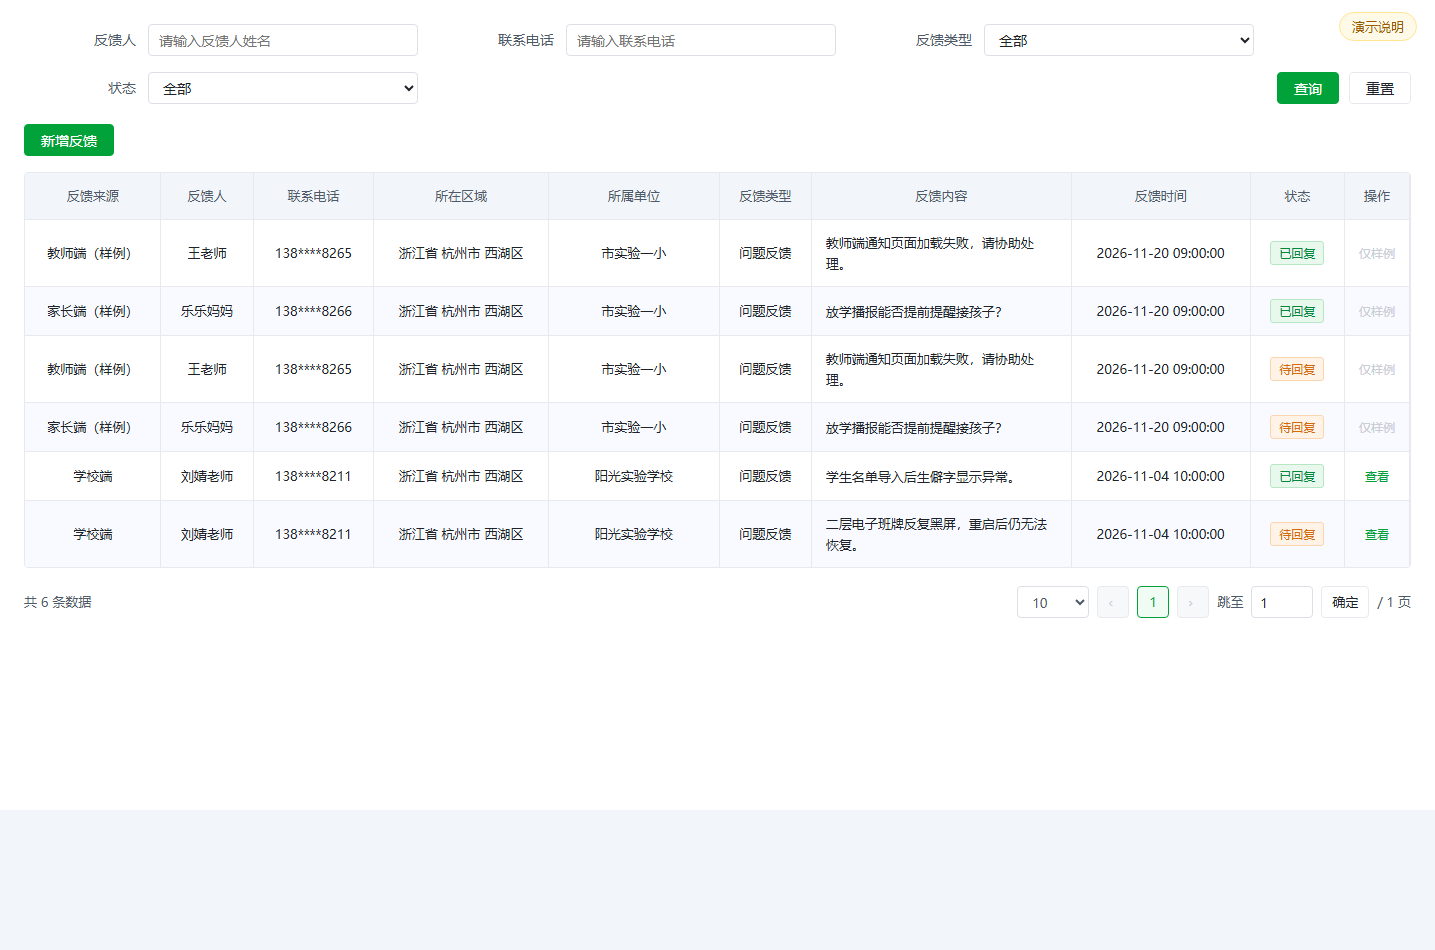 反馈人 请输入反馈人姓名 联系电话 请输入联系电话 反馈类型 全部 演示说明
状态 全部 查询 重置
新增反馈
反馈来源 反馈人 联系电话 所在区域 所属单位 反馈类型 反馈内容 反馈时间 状态 操作
教师端（样例） 王老师 138****8265 浙江省 杭州市 西湖区 市实验一小 问题反馈 教师端通知页面加载失败，请协助处
理。 2026-11-20 09:00:00 已回复 仅样例
家长端（样例） 乐乐妈妈 138****8266 浙江省 杭州市 西湖区 市实验一小 问题反馈 放学播报能否提前提醒接孩子？ 2026-11-20 09:00:00 已回复 仅样例
教师端（样例） 王老师 138****8265 浙江省 杭州市 西湖区 市实验一小 问题反馈 教师端通知页面加载失败，请协助处
理。 2026-11-20 09:00:00 待回复 仅样例
家长端（样例） 乐乐妈妈 138****8266 浙江省 杭州市 西湖区 市实验一小 问题反馈 放学播报能否提前提醒接孩子？ 2026-11-20 09:00:00 待回复 仅样例
学校端 刘婧老师 138****8211 浙江省 杭州市 西湖区 阳光实验学校 问题反馈 学生名单导入后生僻字显示异常。 2026-11-04 10:00:00 已回复 查看
学校端 刘婧老师 138****8211 浙江省 杭州市 西湖区 阳光实验学校 问题反馈 二层电子班牌反复黑屏，重启后仍无法
恢复。 2026-11-04 10:00:00 待回复 查看
共 6 条数据 10 ‹ 1 › 跳至 1 确定 / 1 页